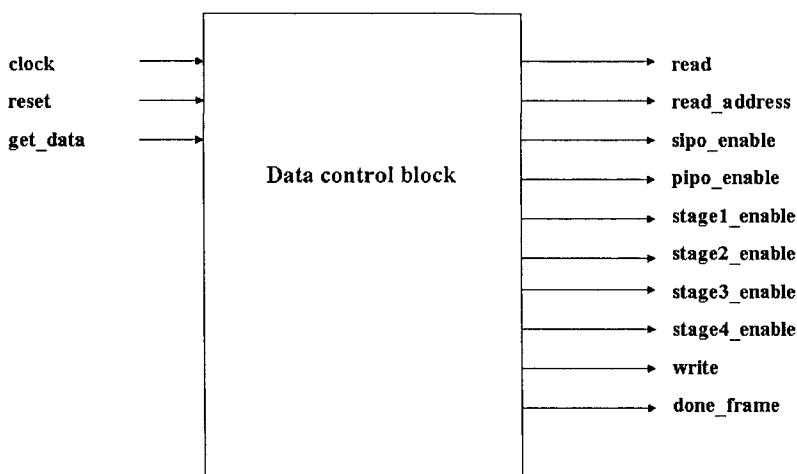 clock
reset
get_data
Data control block
read
read_address
sipo_enable
pipo_enable
stage1_enable
stage2_enable
stage3_enable
stage4_enable
write
done_frame